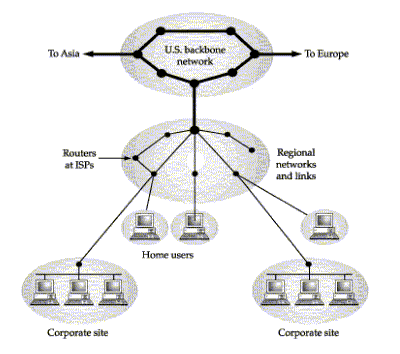 U.S. backbone
network
To Asia
To Europe
Routers
at ISPs
Regional
networks
and links
Home users
Corporate site
Corporate site